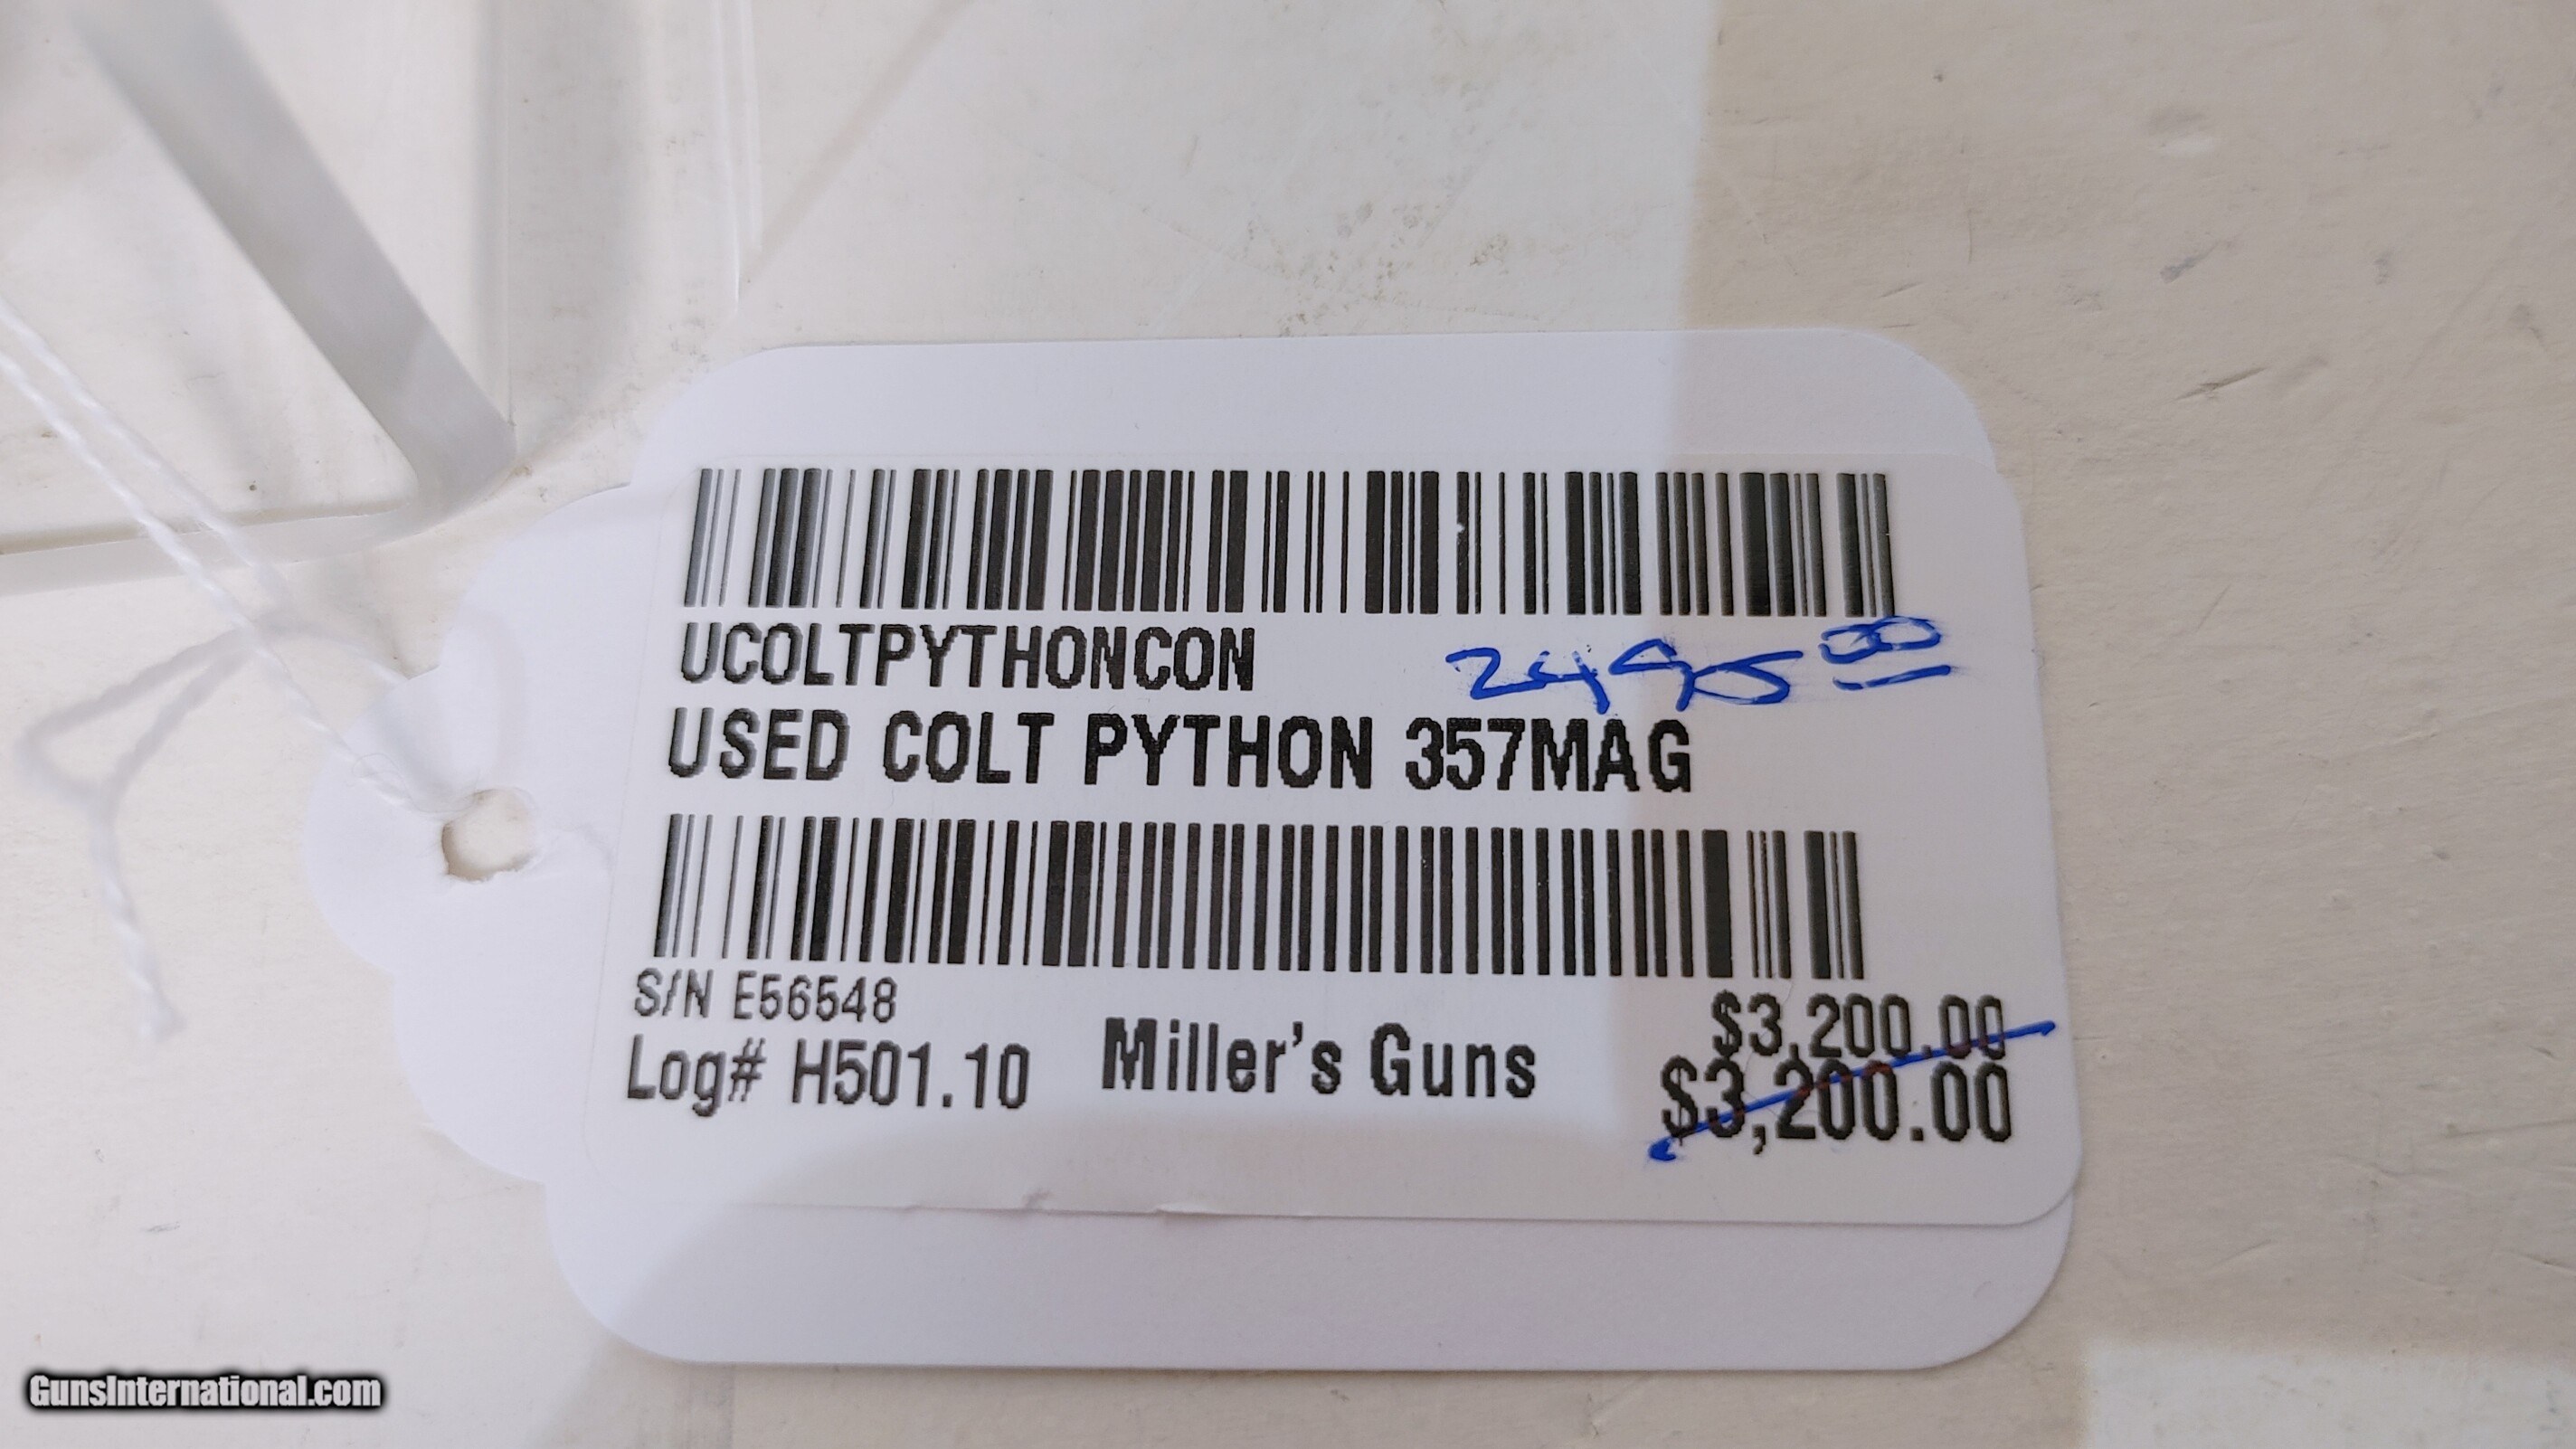 UCOLTPYTHONCON
2495 00
USED COLT PYTHON 357MAG
S/N E56548
$3,200.00
Log# H501.10
Miller's Guns
$3,200.00
GunsInternational.com